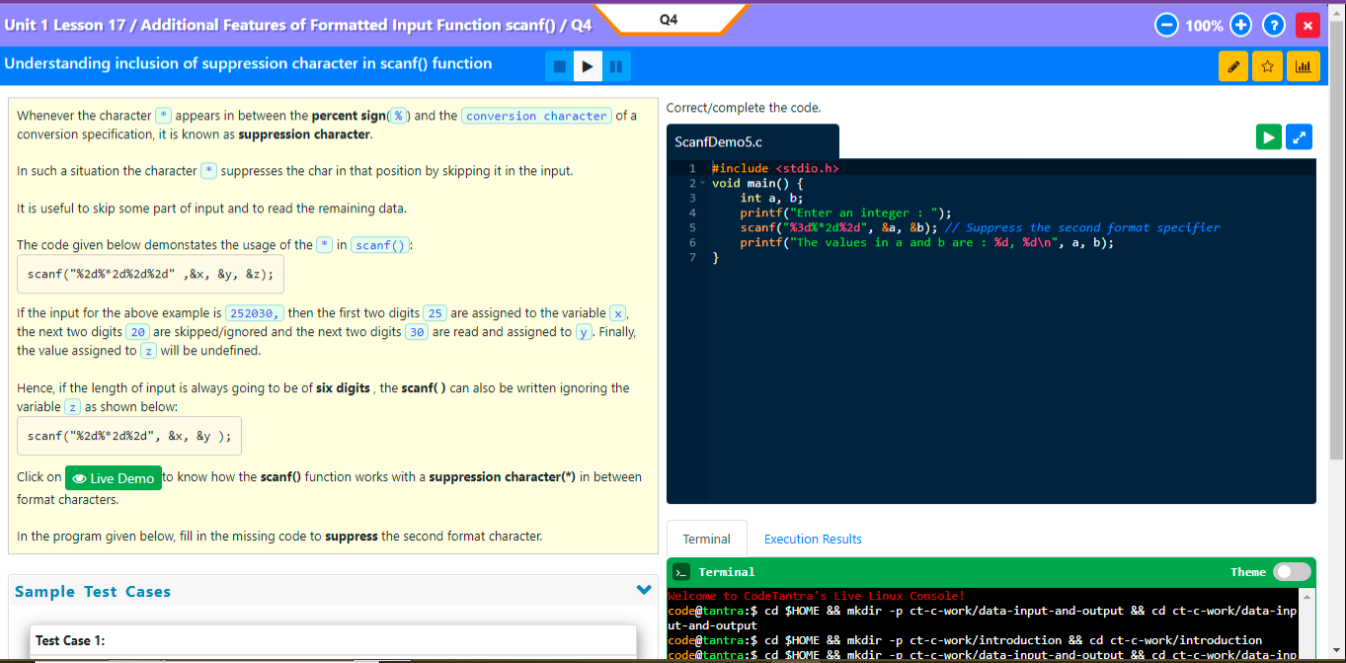 Unit 1 Lesson 17 / Additional Features of Formatted Input Function scanf() / Q4
Q4
100%
?
Understanding inclusion of suppression character in scanf() function
Whenever the character * appears in between the percent sign( % ) and the conversion character of a
conversion specification, it is known as suppression character.
In such a situation the character * suppresses the char in that position by skipping it in the input.
It is useful to skip some part of input and to read the remaining data.
The code given below demonstates the usage of the * in scanf() :
scanf("%2d%*2d%2d%2d" ,&x, &y, &z);
If the input for the above example is 252030, then the first two digits 25 are assigned to the variable x ,
the next two digits 20 are skipped/ignored and the next two digits 30 are read and assigned to y . Finally,
the value assigned to z will be undefined.
Hence, if the length of input is always going to be of six digits , the scanf( ) can also be written ignoring the
variable z as shown below:
scanf("%2d%*2d%2d", &x, &y );
Click on Live Demo to know how the scanf() function works with a suppression character(*) in between
format characters.
In the program given below, fill in the missing code to suppress the second format character.
Sample Test Cases
Test Case 1:
Correct/complete the code.
ScanfDemo5.c
1 #include <stdio.h>
2 void main() {
3 int a, b;
4 printf("Enter an integer : ");
5 scanf("%3d%*2d%2d", &a, &b); // Suppress the second format specifier
6 printf("The values in a and b are : %d, %d\n", a, b);
7 }
Terminal
Execution Results
Terminal
Theme
Welcome to CodeTantra's Live Linux Console!
code@tantra:$ cd $HOME && mkdir -p ct-c-work/data-input-and-output && cd ct-c-work/data-inp
ut-and-output
code@tantra:$ cd $HOME && mkdir -p ct-c-work/introduction && cd ct-c-work/introduction
code@tantra:$ cd $HOME && mkdir -p ct-c-work/data-input-and-output && cd ct-c-work/data-inp